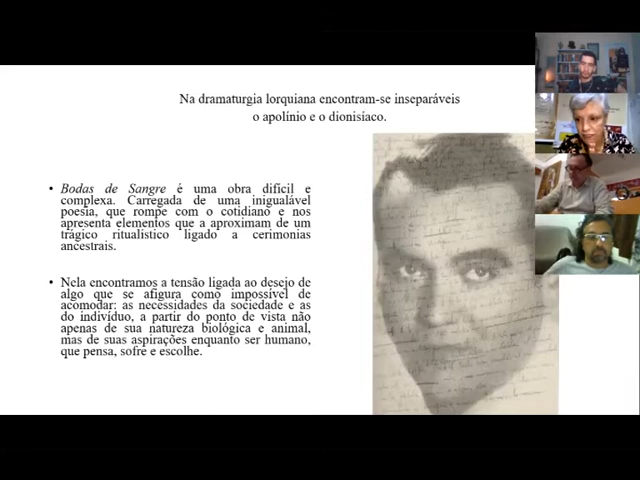 Na dramaturgia lorquiana encontram-se inseparáveis
o apolínio e o dionisíaco.
• Bodas de Sangre é uma obra difícil e
complexa. Carregada de uma inigualável
poesia, que rompe com o cotidiano e nos
apresenta elementos que a aproximam de um
trágico ritualístico ligado a cerimonias
ancestrais.
• Nela encontramos a tensão ligada ao desejo de
algo que se afigura como impossível de
acomodar: as necessidades da sociedade e as
do indivíduo, a partir do ponto de vista não
apenas de sua natureza biológica e animal,
mas de suas aspirações enquanto ser humano,
que pensa, sofre e escolhe.